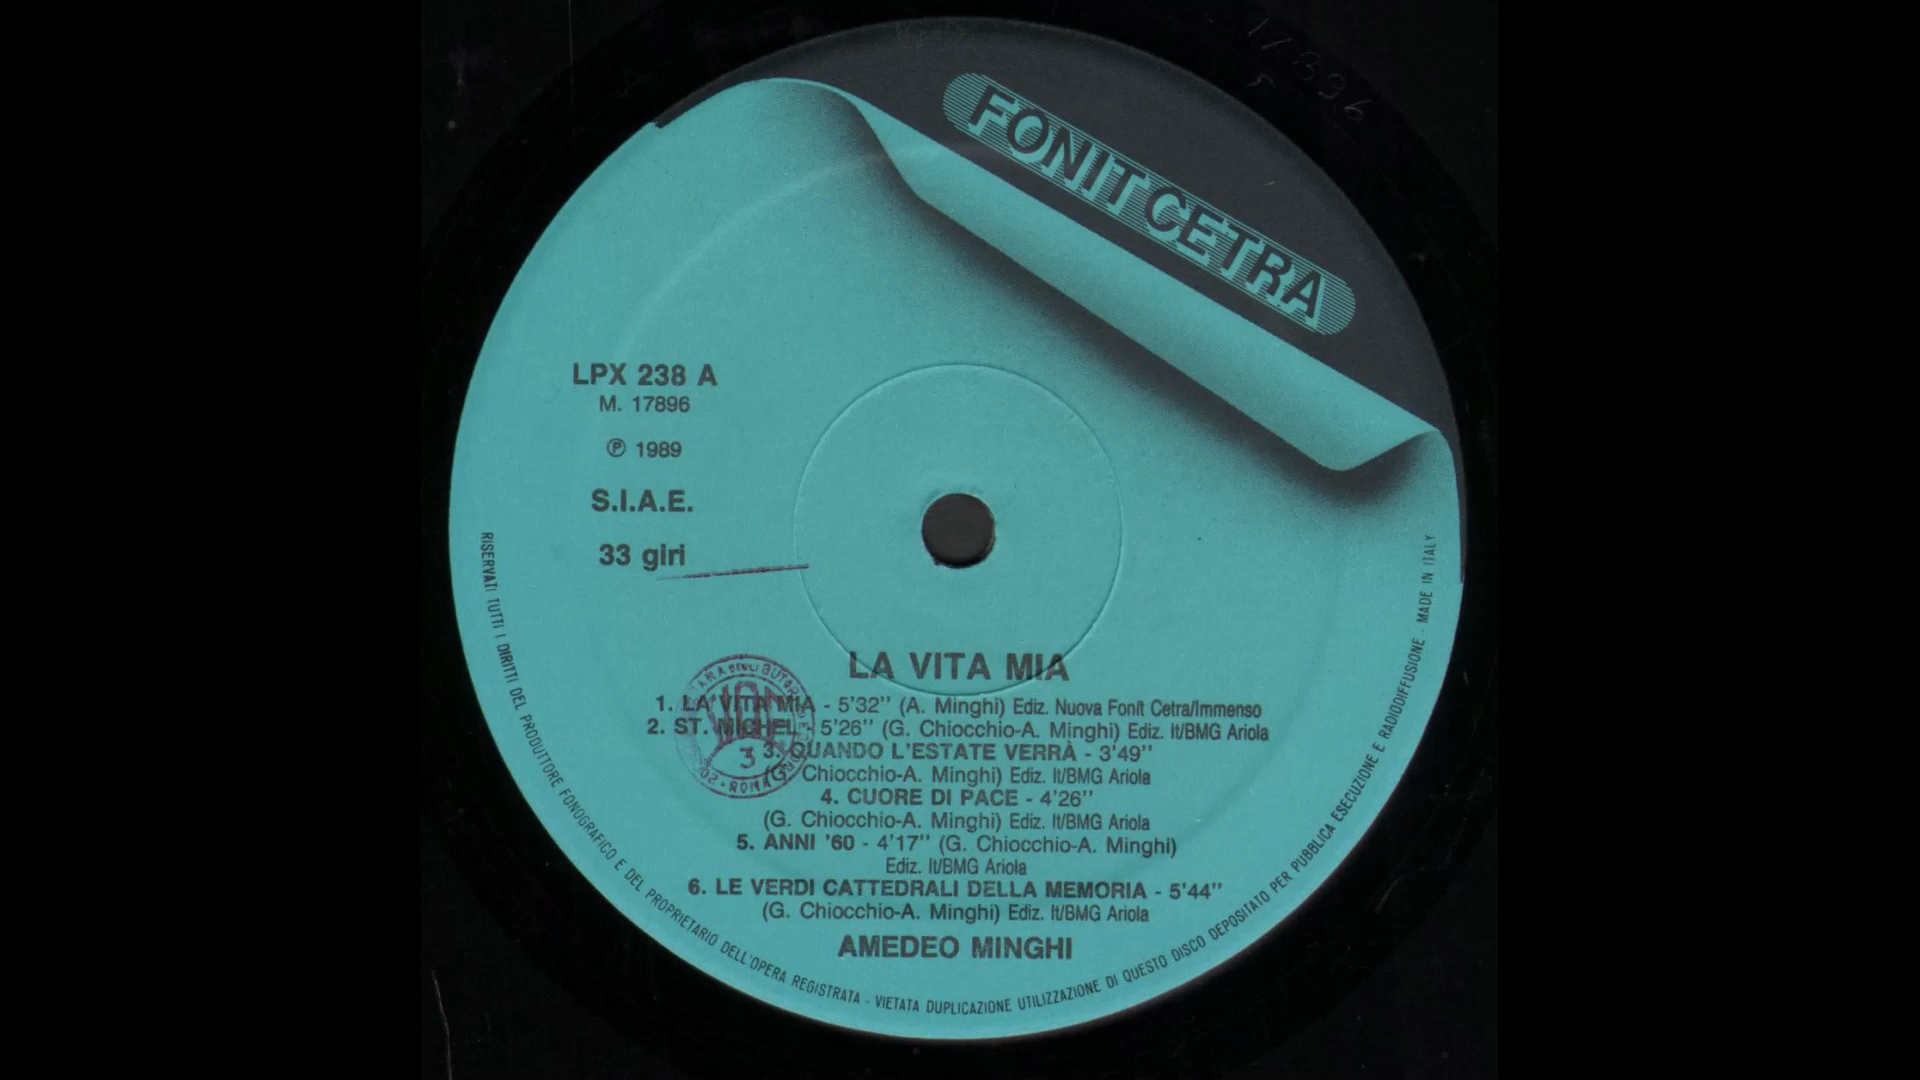 FONIT CETRA
LPX 238 A
M. 17896
Ⓟ 1989
S.I.A.E.
33 giri
LA VITA MIA
1. LA VITA MIA - 5'32" (A. Minghi) Ediz. Nuova Fonit Cetra/Immenso
2. ST. MICHEL - 5'26" (G. Chiocchio-A. Minghi) Ediz. It/BMG Ariola
3. QUANDO L'ESTATE VERRÀ - 3'49"
(G. Chiocchio-A. Minghi) Ediz. It/BMG Ariola
4. CUORE DI PACE - 4'26"
(G. Chiocchio-A. Minghi) Ediz. It/BMG Ariola
5. ANNI '60 - 4'17" (G. Chiocchio-A. Minghi)
Ediz. It/BMG Ariola
6. LE VERDI CATTEDRALI DELLA MEMORIA - 5'44"
(G. Chiocchio-A. Minghi) Ediz. It/BMG Ariola
AMEDEO MINGHI
RISERVATI TUTTI I DIRITTI DEL PRODUTTORE FONOGRAFICO E DEL PROPRIETARIO DELL'OPERA REGISTRATA - VIETATA DUPLICAZIONE UTILIZZAZIONE DI QUESTO DISCO DEPOSITATO PER PUBBLICA ESECUZIONE E RADIODIFFUSIONE - MADE IN ITALY
3
ROMA
17896